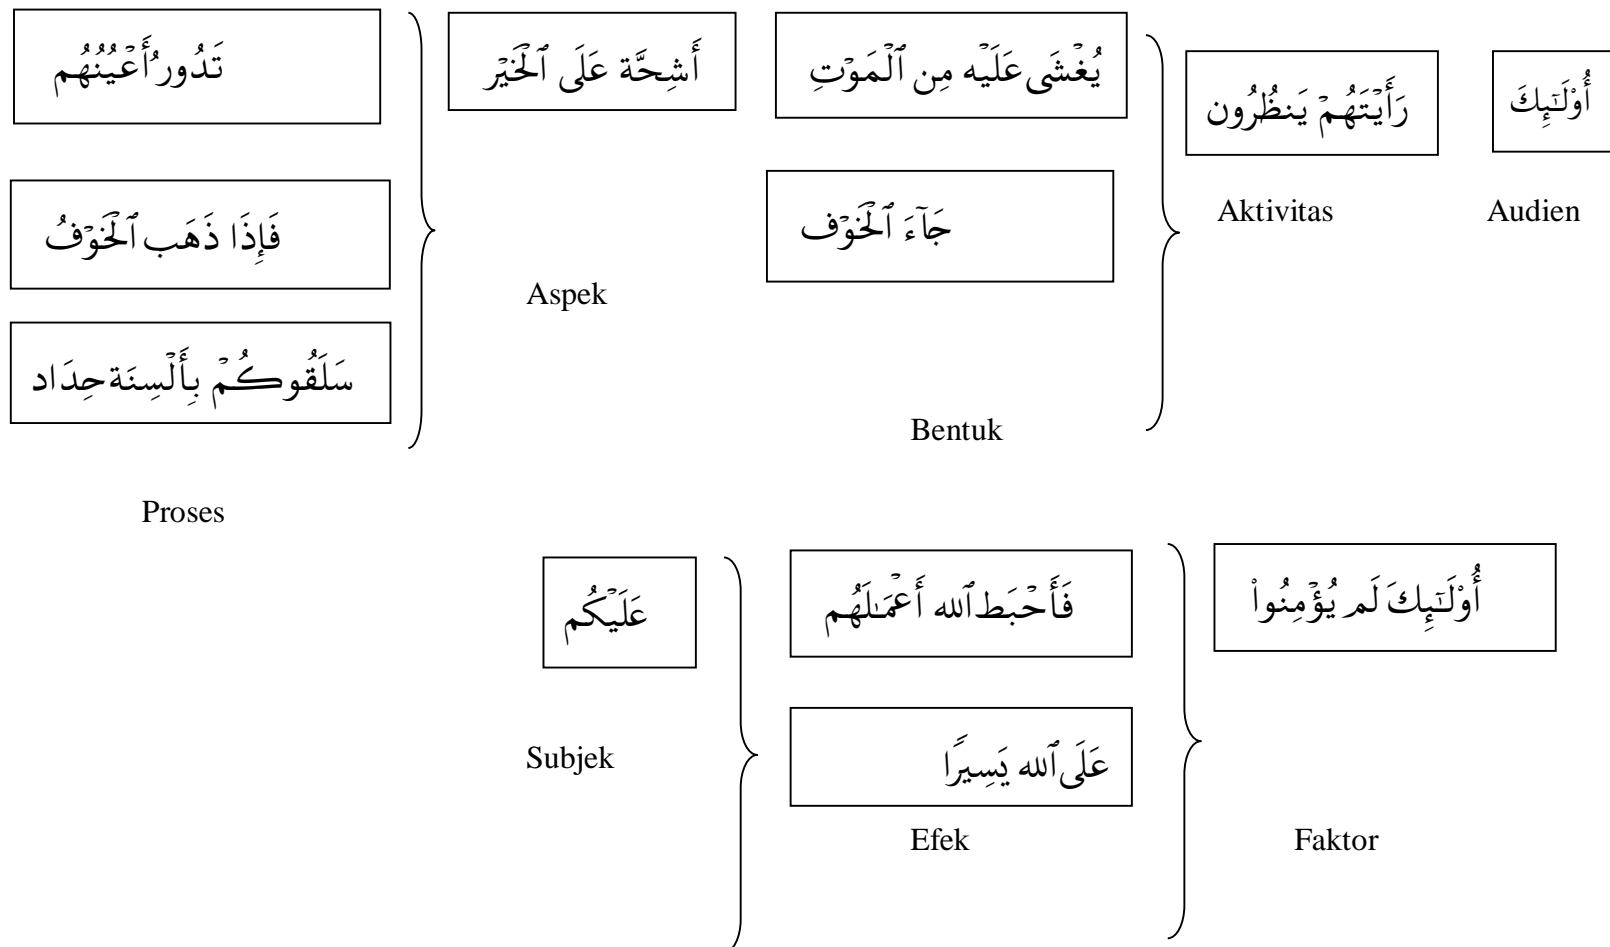 تَدُورُ أَعۡيُنُهُم
أَشِحَّة عَلَى ٱلۡخَيۡر
يُغۡشَى عَلَيۡه مِن ٱلۡمَوۡتِ
رَأَيۡتَهُمۡ يَنظُرُون
أُوْلَـٰٓئِكَ
فَإِذَا ذَهَب ٱلۡخَوۡفُ
جَآءَ ٱلۡخَوۡف
Aktivitas
Audien
Aspek
سَلَقُوكُمۡ بِأَلۡسِنَة حِدَاد
Bentuk
Proses
عَلَيۡكُم
فَأَحۡبَط ٱلله أَعۡمَـٰلَهُم
أُوْلَـٰٓئِكَ لَم يُؤۡمِنُواْ
Subjek
عَلَى ٱلله يَسِيرًا
Efek
Faktor